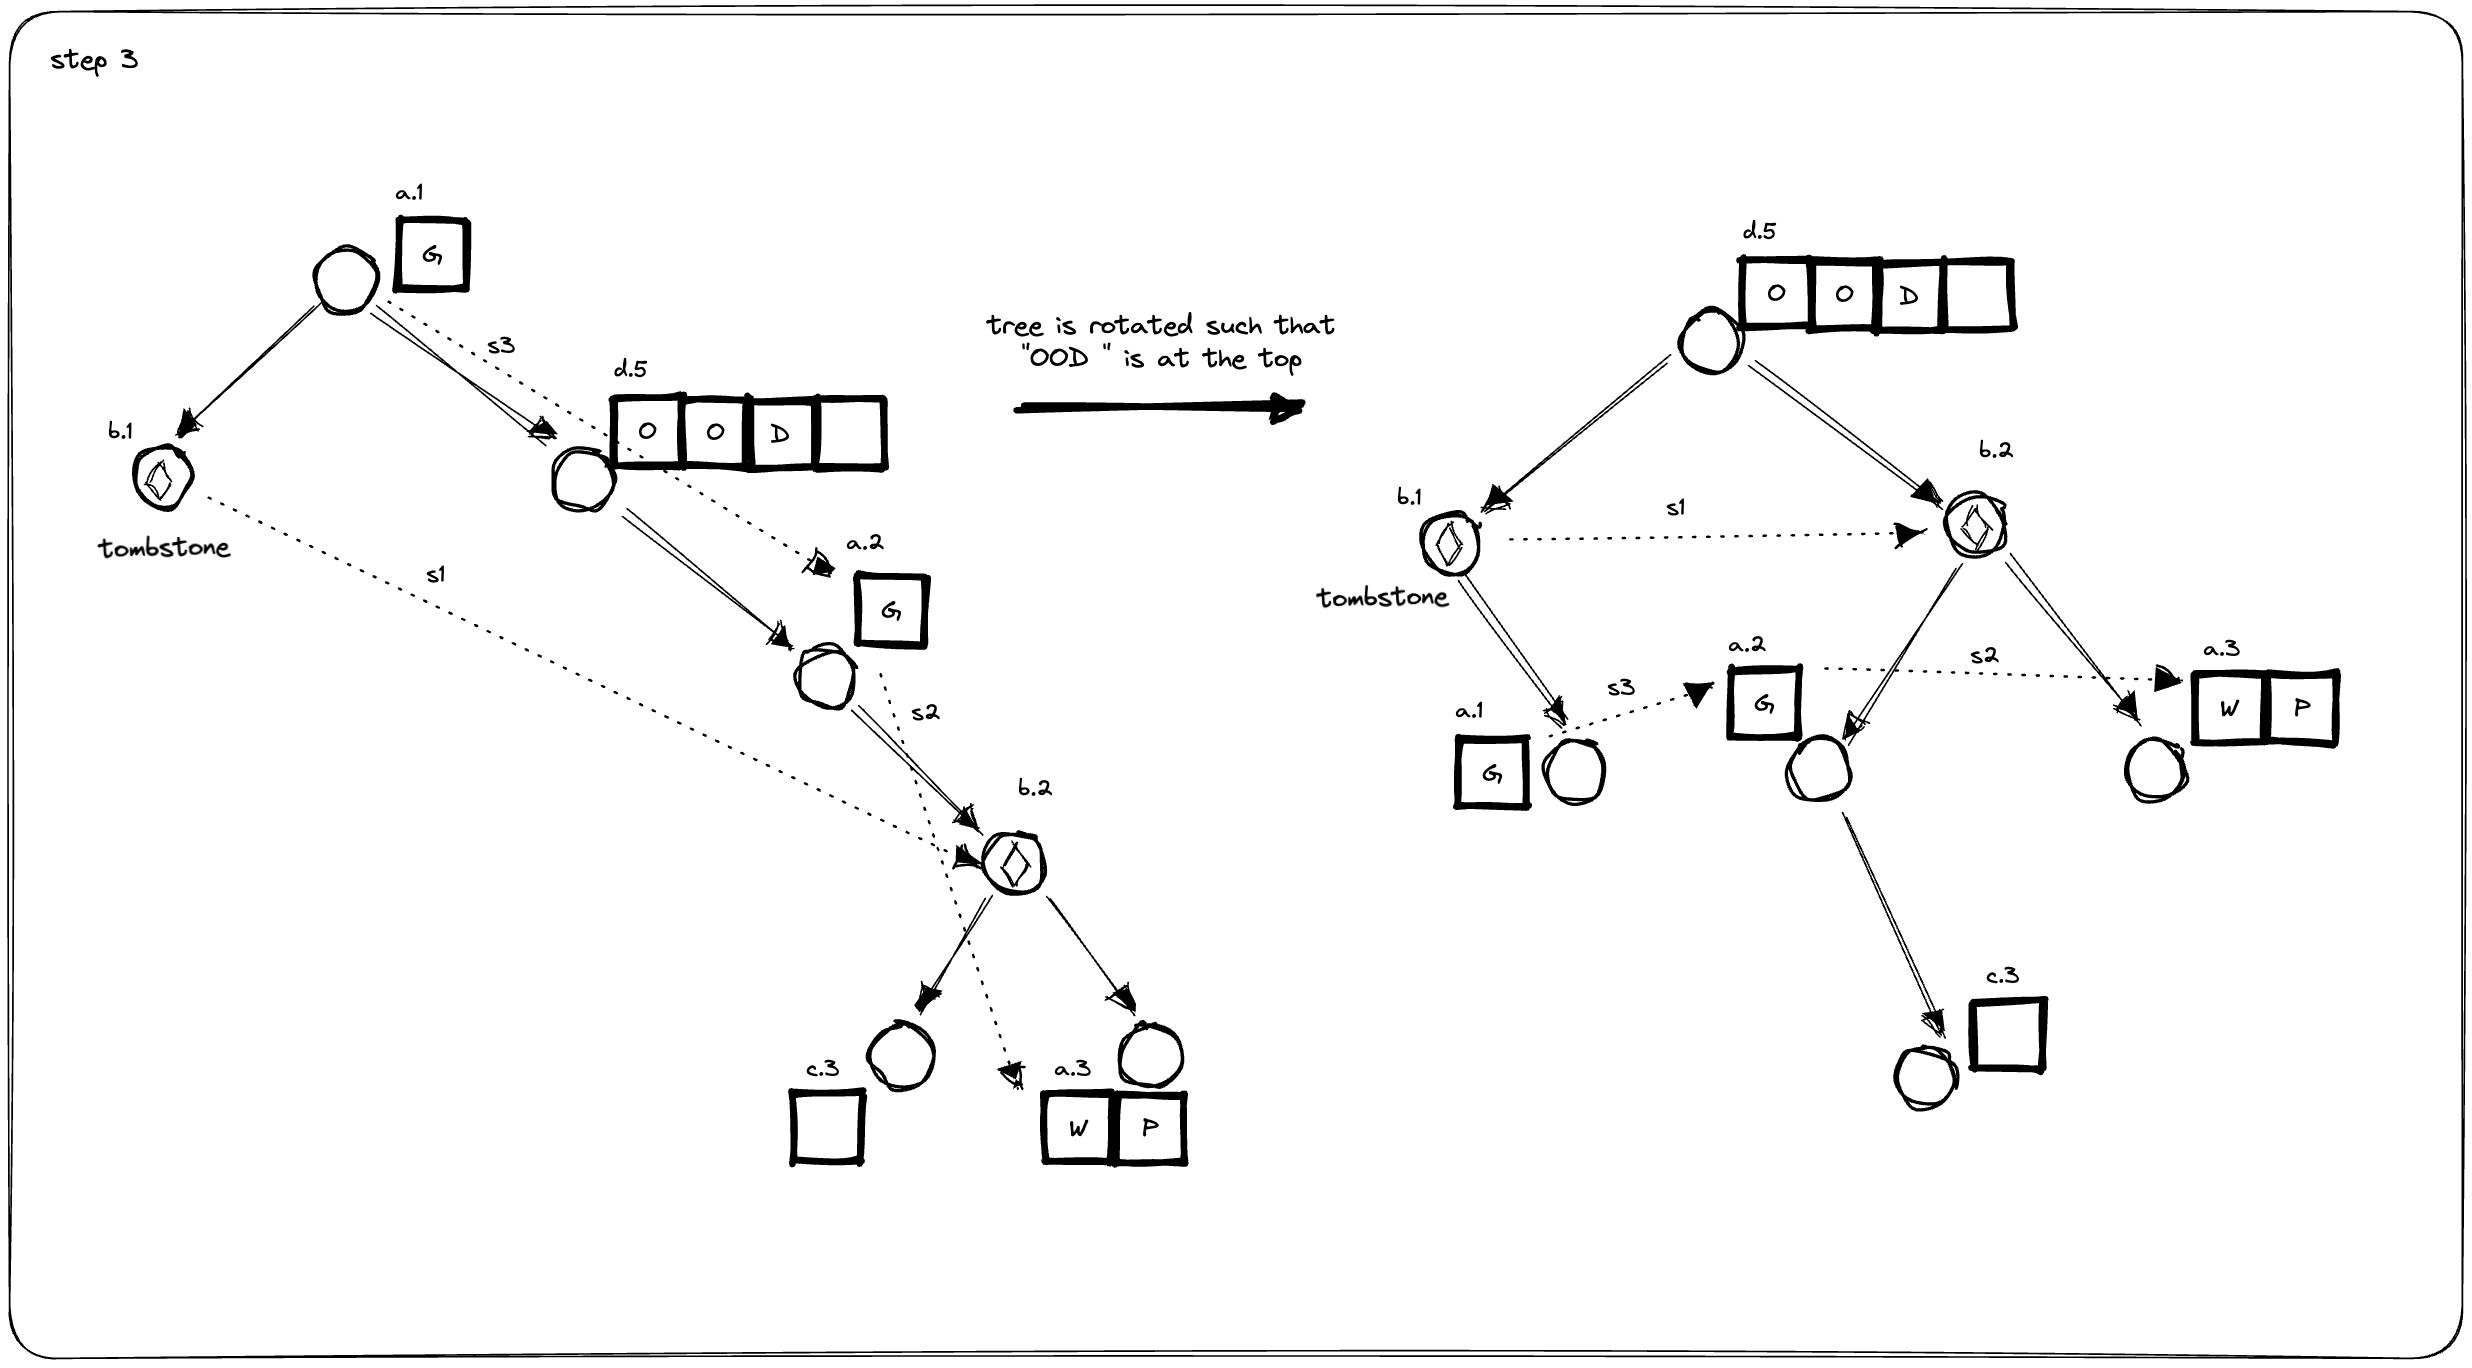 step 3
a.1
G
s3
d.5
O O D
b.1
tombstone
s1
a.2
G
s2
b.2
c.3
a.3
W P
tree is rotated such that
"OOD " is at the top
d.5
O O D
b.2
b.1
s1
tombstone
a.2
G
s2
a.3
W P
s3
a.1
G
c.3